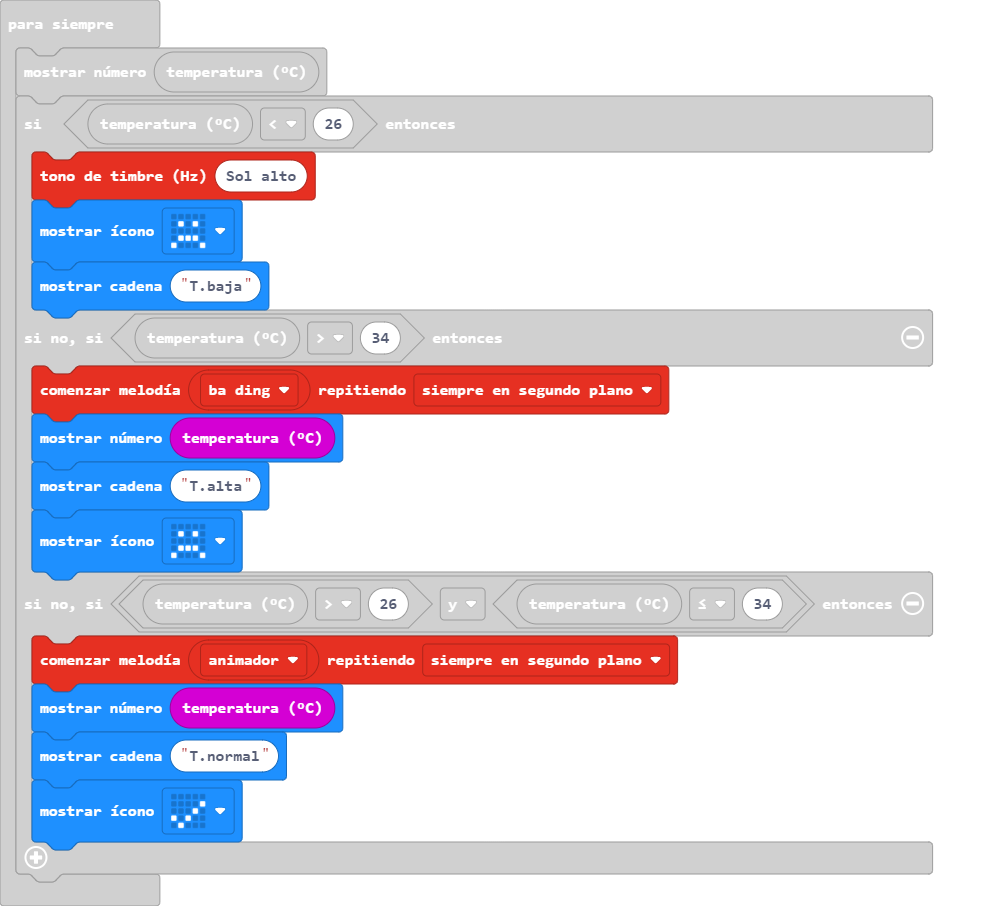 para siempre
mostrar número temperatura (ºC)
si temperatura (ºC) < 26 entonces
tono de timbre (Hz) Sol alto
mostrar ícono
mostrar cadena "T.baja"
si no, si temperatura (ºC) > 34 entonces
comenzar melodía ba ding repitiendo siempre en segundo plano
mostrar número temperatura (ºC)
mostrar cadena "T.alta"
mostrar ícono
si no, si temperatura (ºC) > 26 y temperatura (ºC) ≤ 34 entonces
comenzar melodía animador repitiendo siempre en segundo plano
mostrar número temperatura (ºC)
mostrar cadena "T.normal"
mostrar ícono